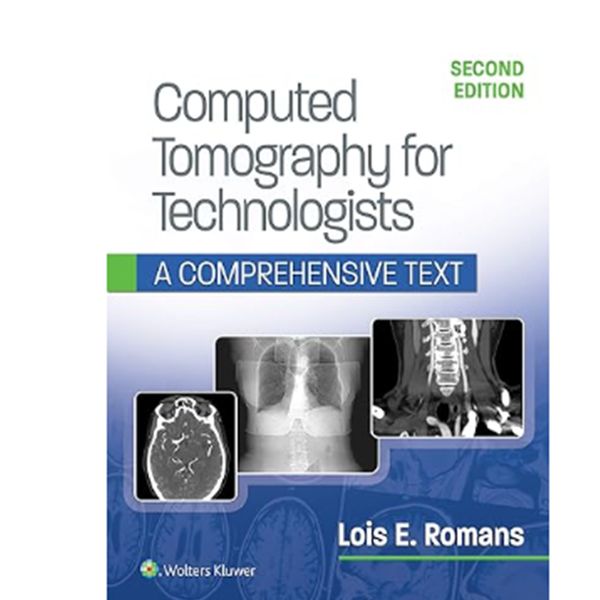 SECOND
EDITION
Computed
Tomography for
Technologists
A COMPREHENSIVE TEXT
Lois E. Romans
Wolters Kluwer